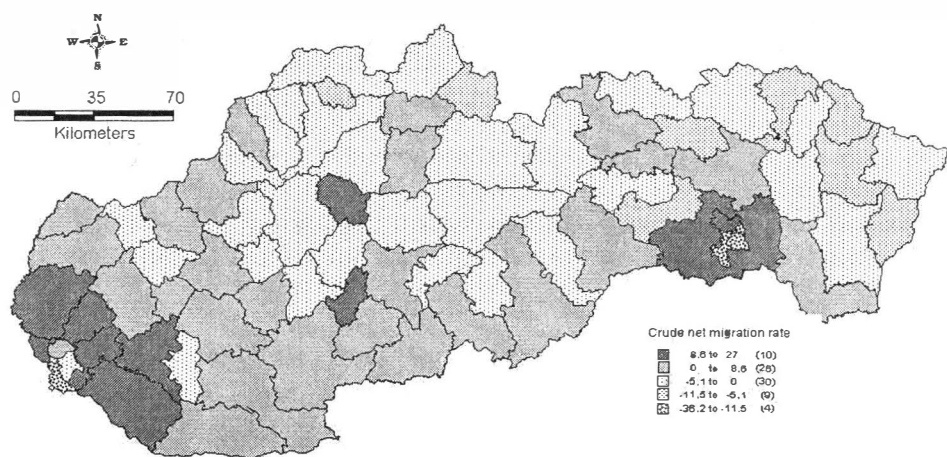 N
W E
S
0 35 70
Kilometers
Crude net migration rate
8.6 to 27 (10)
0 to 8.6 (28)
-5.1 to 0 (30)
-11.5 to -5.1 (9)
-36.2 to -11.5 (4)